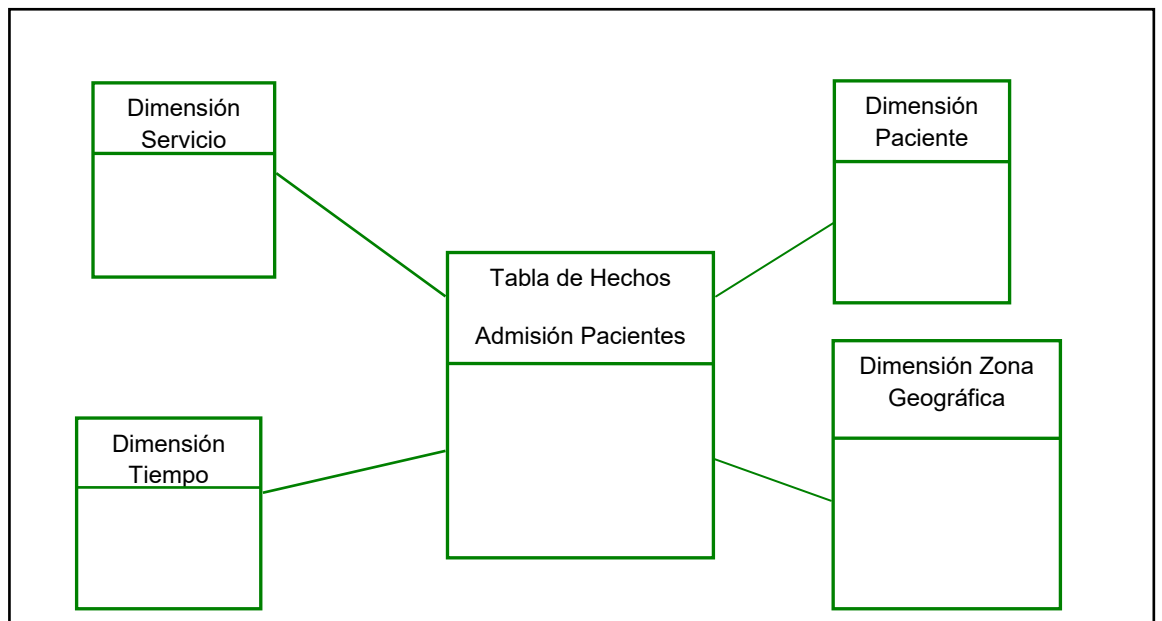 Dimensión
Servicio
Dimensión
Paciente
Tabla de Hechos
Admisión Pacientes
Dimensión Zona
Geográfica
Dimensión
Tiempo